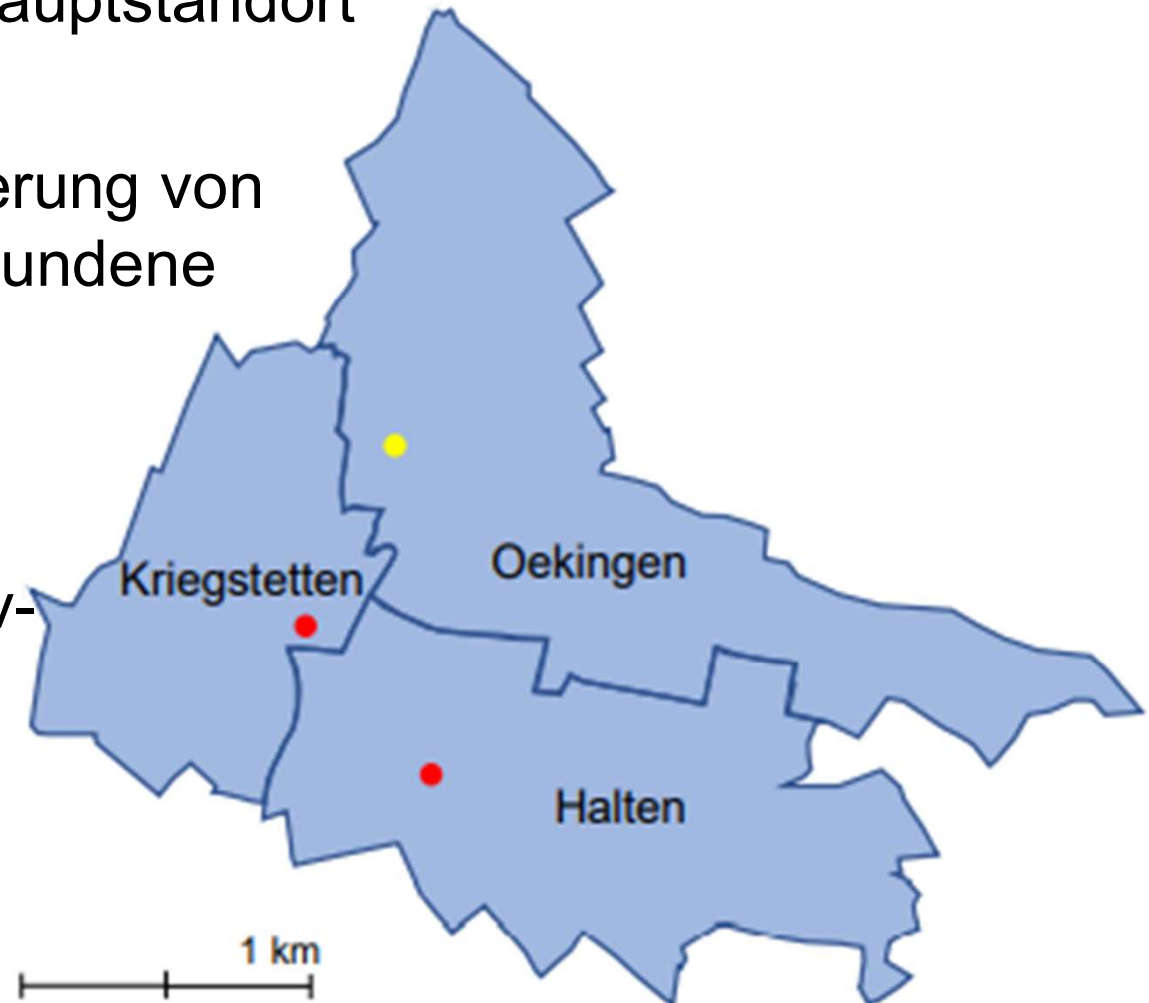 auptstandort
erung von
undene
Oekingen
Kriegstetten
Halten
1 km